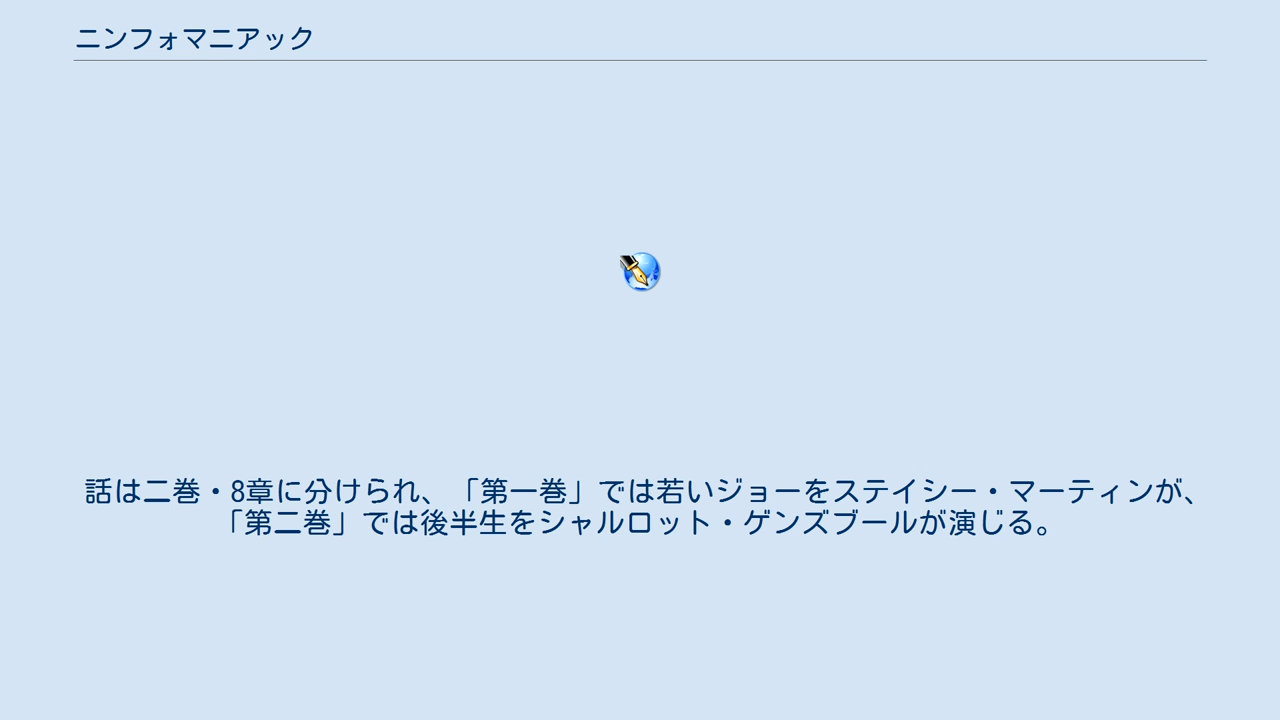 ニンフォマニアック
話は二巻・8章に分けられ、「第一巻」では若いジョーをステイシー・マーティンが、
「第二巻」では後半生をシャルロット・ゲンズブールが演じる。